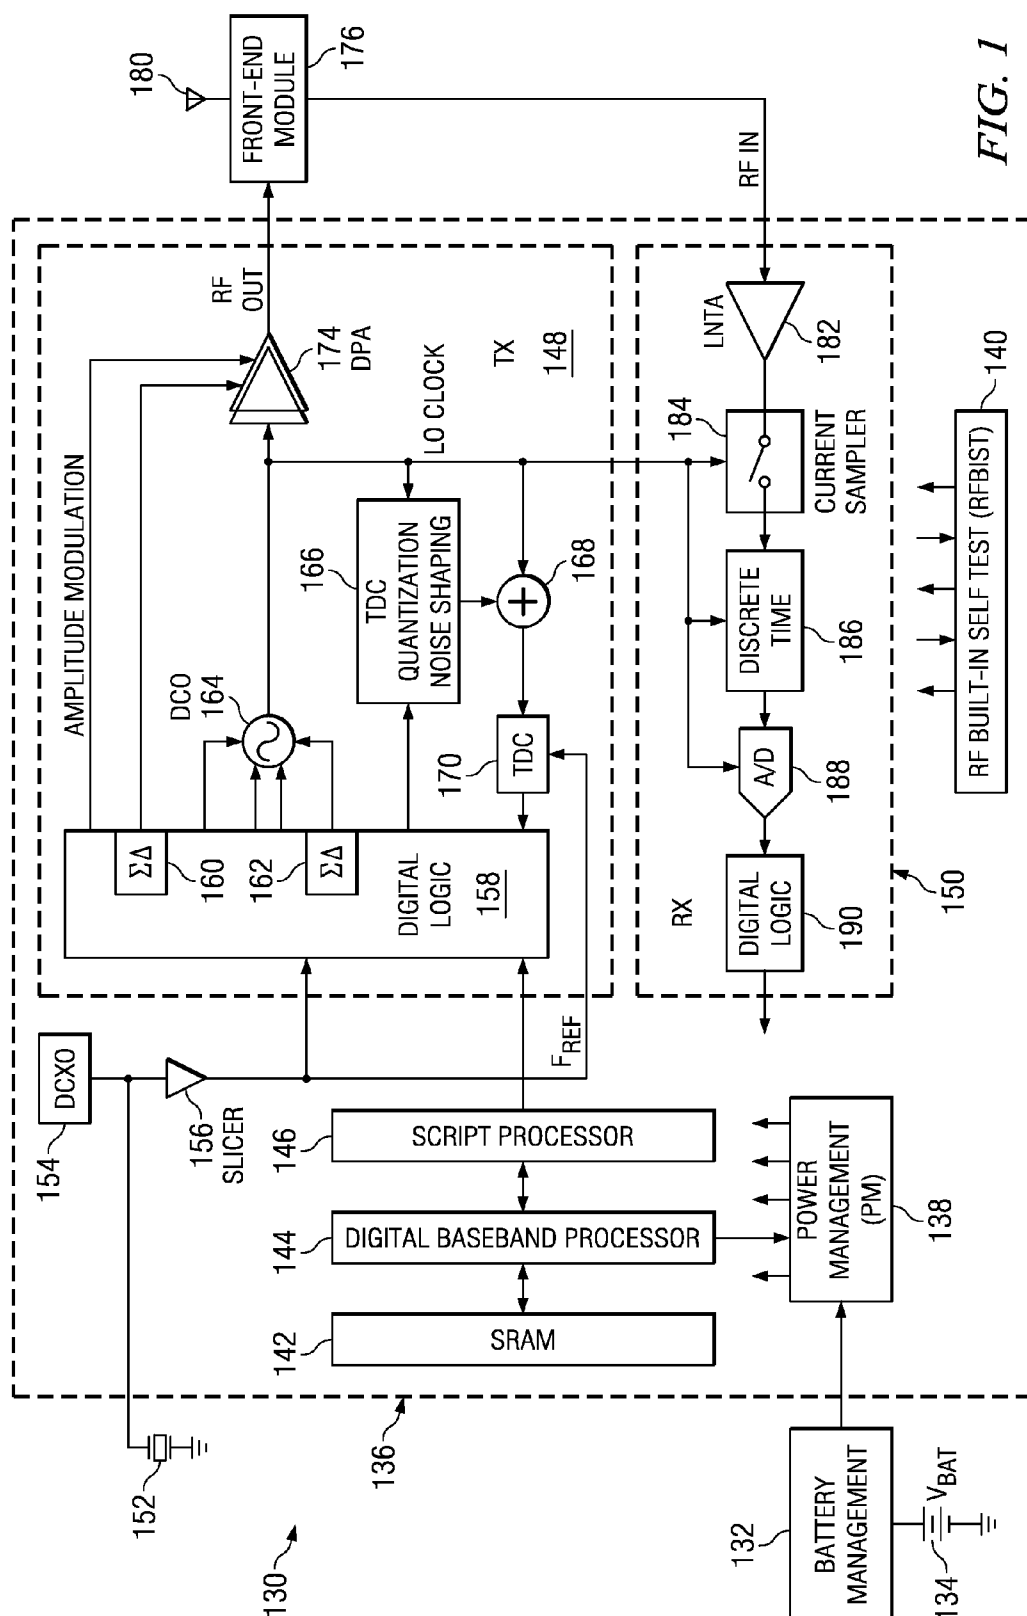 180
FRONT-END
MODULE
176
RF IN
FIG. 1
AMPLITUDE MODULATION
RF
OUT
174
DPA
LO CLOCK
TX
148
DCO
164
166
TDC
QUANTIZATION
NOISE SHAPING
168
170
TDC
ΣΔ
160
162
ΣΔ
DIGITAL
LOGIC
158
LNTA
182
184
CURRENT
SAMPLER
DISCRETE
TIME
186
A/D
188
RX
DIGITAL
LOGIC
190
150
140
RF BUILT-IN SELF TEST (RFBIST)
DCXO
154
156
SLICER
FREF
146
SCRIPT PROCESSOR
144
DIGITAL BASEBAND PROCESSOR
142
SRAM
POWER
MANAGEMENT
(PM)
138
152
136
130
132
BATTERY
MANAGEMENT
134
VBAT